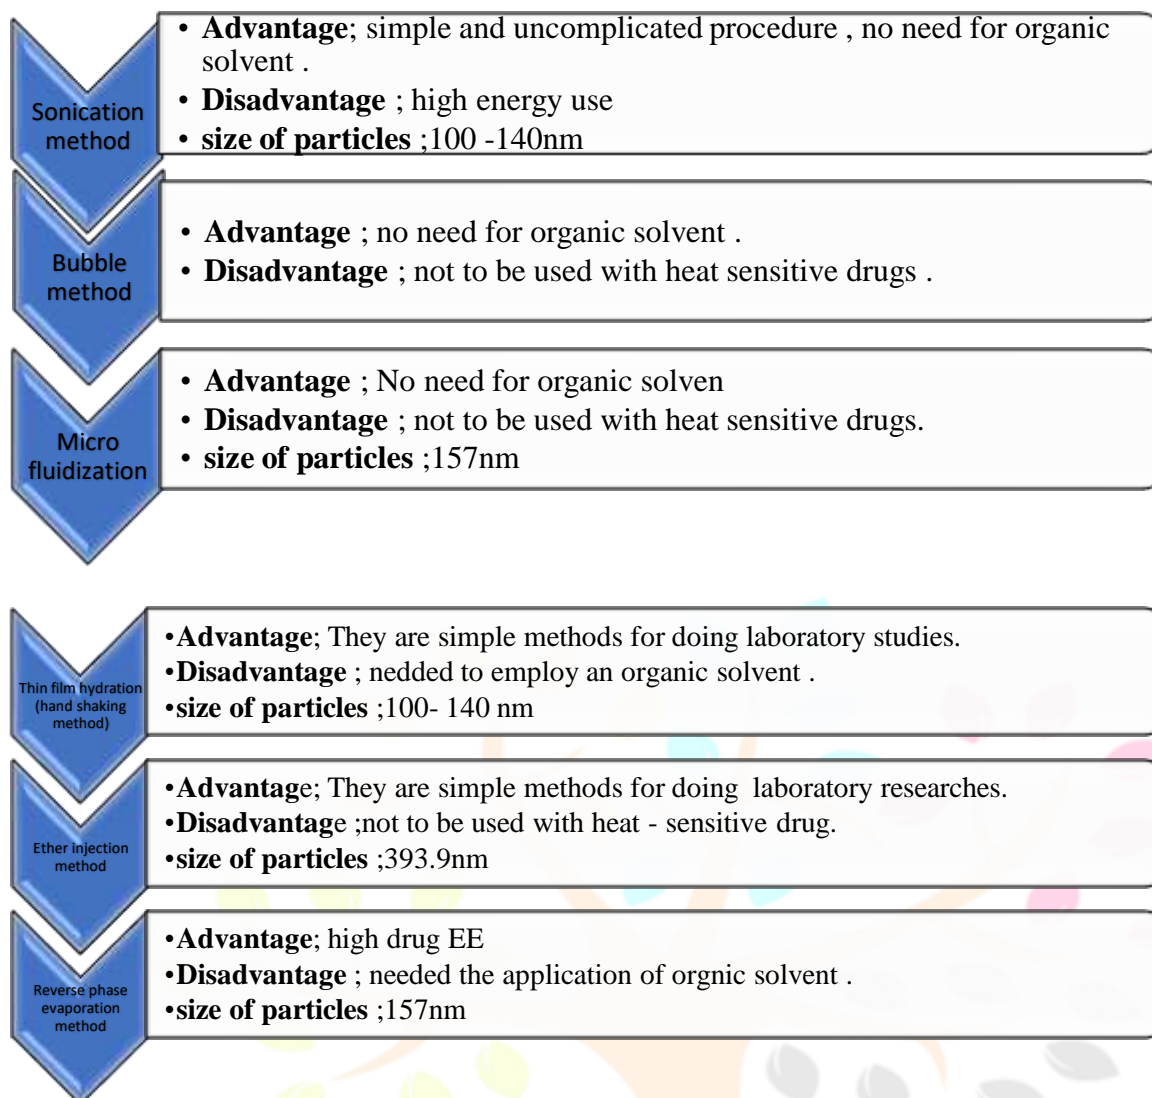 Sonication
method
• Advantage; simple and uncomplicated procedure , no need for organic
solvent .
• Disadvantage ; high energy use
• size of particles ;100 -140nm
Bubble
method
• Advantage ; no need for organic solvent .
• Disadvantage ; not to be used with heat sensitive drugs .
Micro
fluidization
• Advantage ; No need for organic solven
• Disadvantage ; not to be used with heat sensitive drugs.
• size of particles ;157nm
Thin film hydration
(hand shaking
method)
•Advantage; They are simple methods for doing laboratory studies.
•Disadvantage ; nedded to employ an organic solvent .
•size of particles ;100- 140 nm
Ether injection
method
•Advantage; They are simple methods for doing laboratory researches.
•Disadvantage ;not to be used with heat - sensitive drug.
•size of particles ;393.9nm
Reverse phase
evaporation
method
•Advantage; high drug EE
•Disadvantage ; needed the application of orgnic solvent .
•size of particles ;157nm